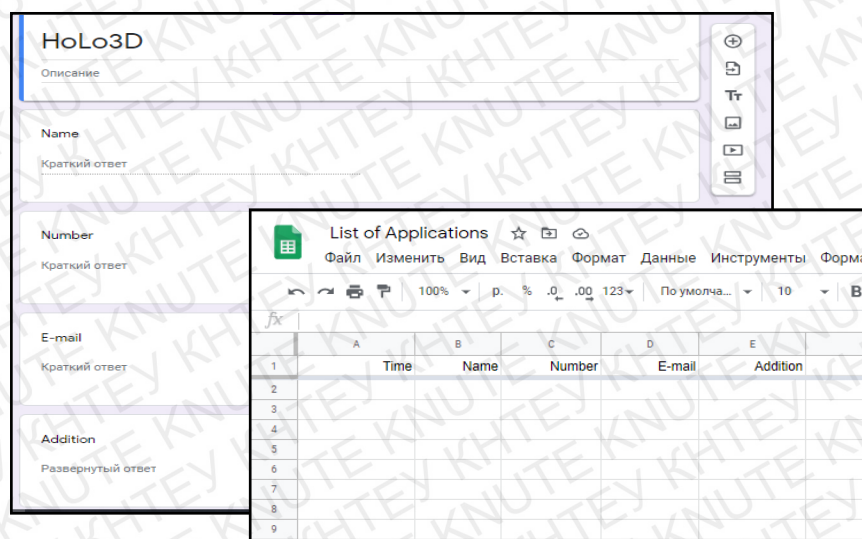 HoLo3D
Описание
Name
Краткий ответ
Number
Краткий ответ
E-mail
Краткий ответ
Addition
Развернутый ответ
List of Applications
Файл Изменить Вид Вставка Формат Данные Инструменты Форма
100% р. % .0 .00 123 По умолча... 10 B
fx
A B C D E
1 Time Name Number E-mail Addition
2
3
4
5
6
7
8
9
KNUTE КНТЕУ